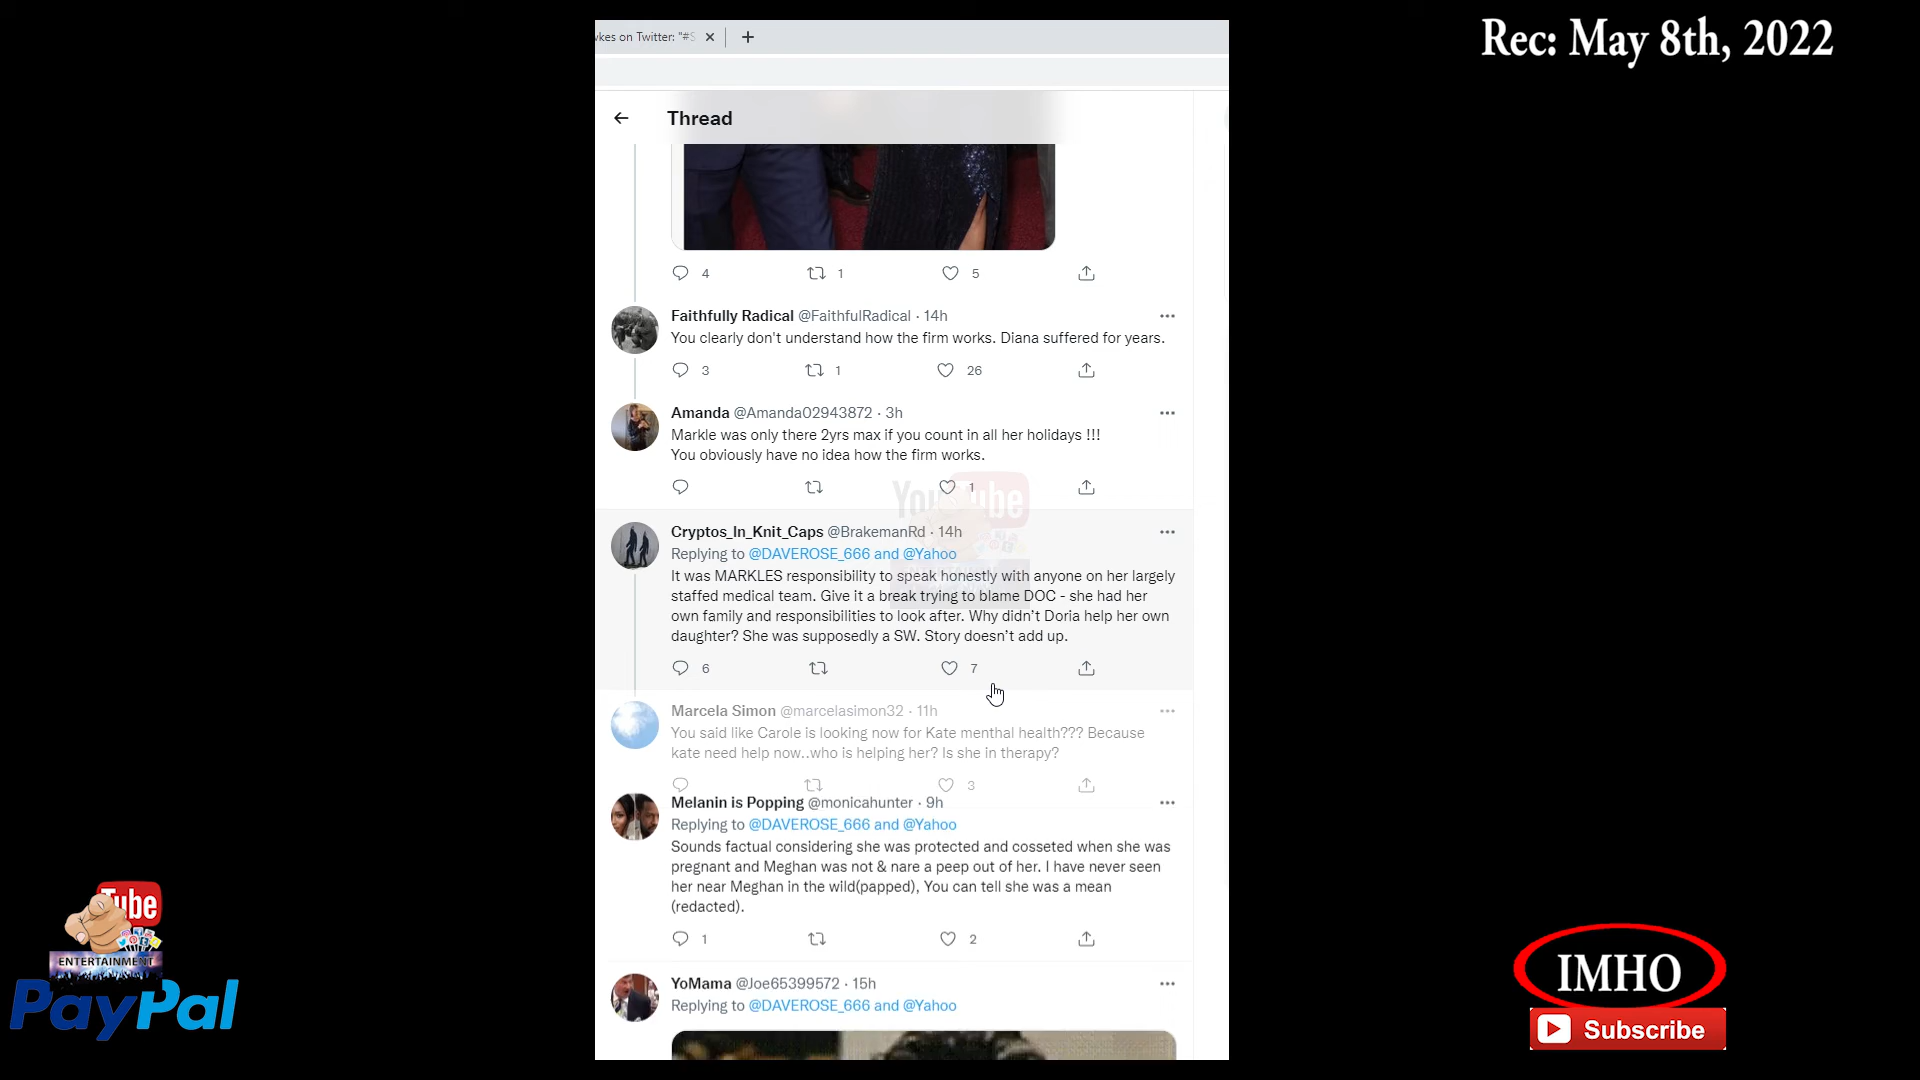 Rec: May 8th, 2022
Thread
4 1 5
Faithfully Radical @FaithfulRadical · 14h
You clearly don't understand how the firm works. Diana suffered for years.
3 1 26
Amanda @Amanda02943872 · 3h
Markle was only there 2yrs max if you count in all her holidays !!!
You obviously have no idea how the firm works.
1
YouTube
Cryptos_In_Knit_Caps @BrakemanRd · 14h
Replying to @DAVEROSE_666 and @Yahoo
It was MARKLES responsibility to speak honestly with anyone on her largely
staffed medical team. Give it a break trying to blame DOC - she had her
own family and responsibilities to look after. Why didn't Doria help her own
daughter? She was supposedly a SW. Story doesn't add up.
6 7
Marcela Simon @marcelasimon32 · 11h
You said like Carole is looking now for Kate menthal health??? Because
kate need help now..who is helping her? Is she in therapy?
3
Melanin is Popping @monicahunter · 9h
Replying to @DAVEROSE_666 and @Yahoo
Sounds factual considering she was protected and cosseted when she was
pregnant and Meghan was not & nare a peep out of her. I have never seen
her near Meghan in the wild(papped), You can tell she was a mean
(redacted).
1 2
YoMama @Joe65399572 · 15h
Replying to @DAVEROSE_666 and @Yahoo
Tube
ENTERTAINMENT
PayPal
IMHO
Subscribe